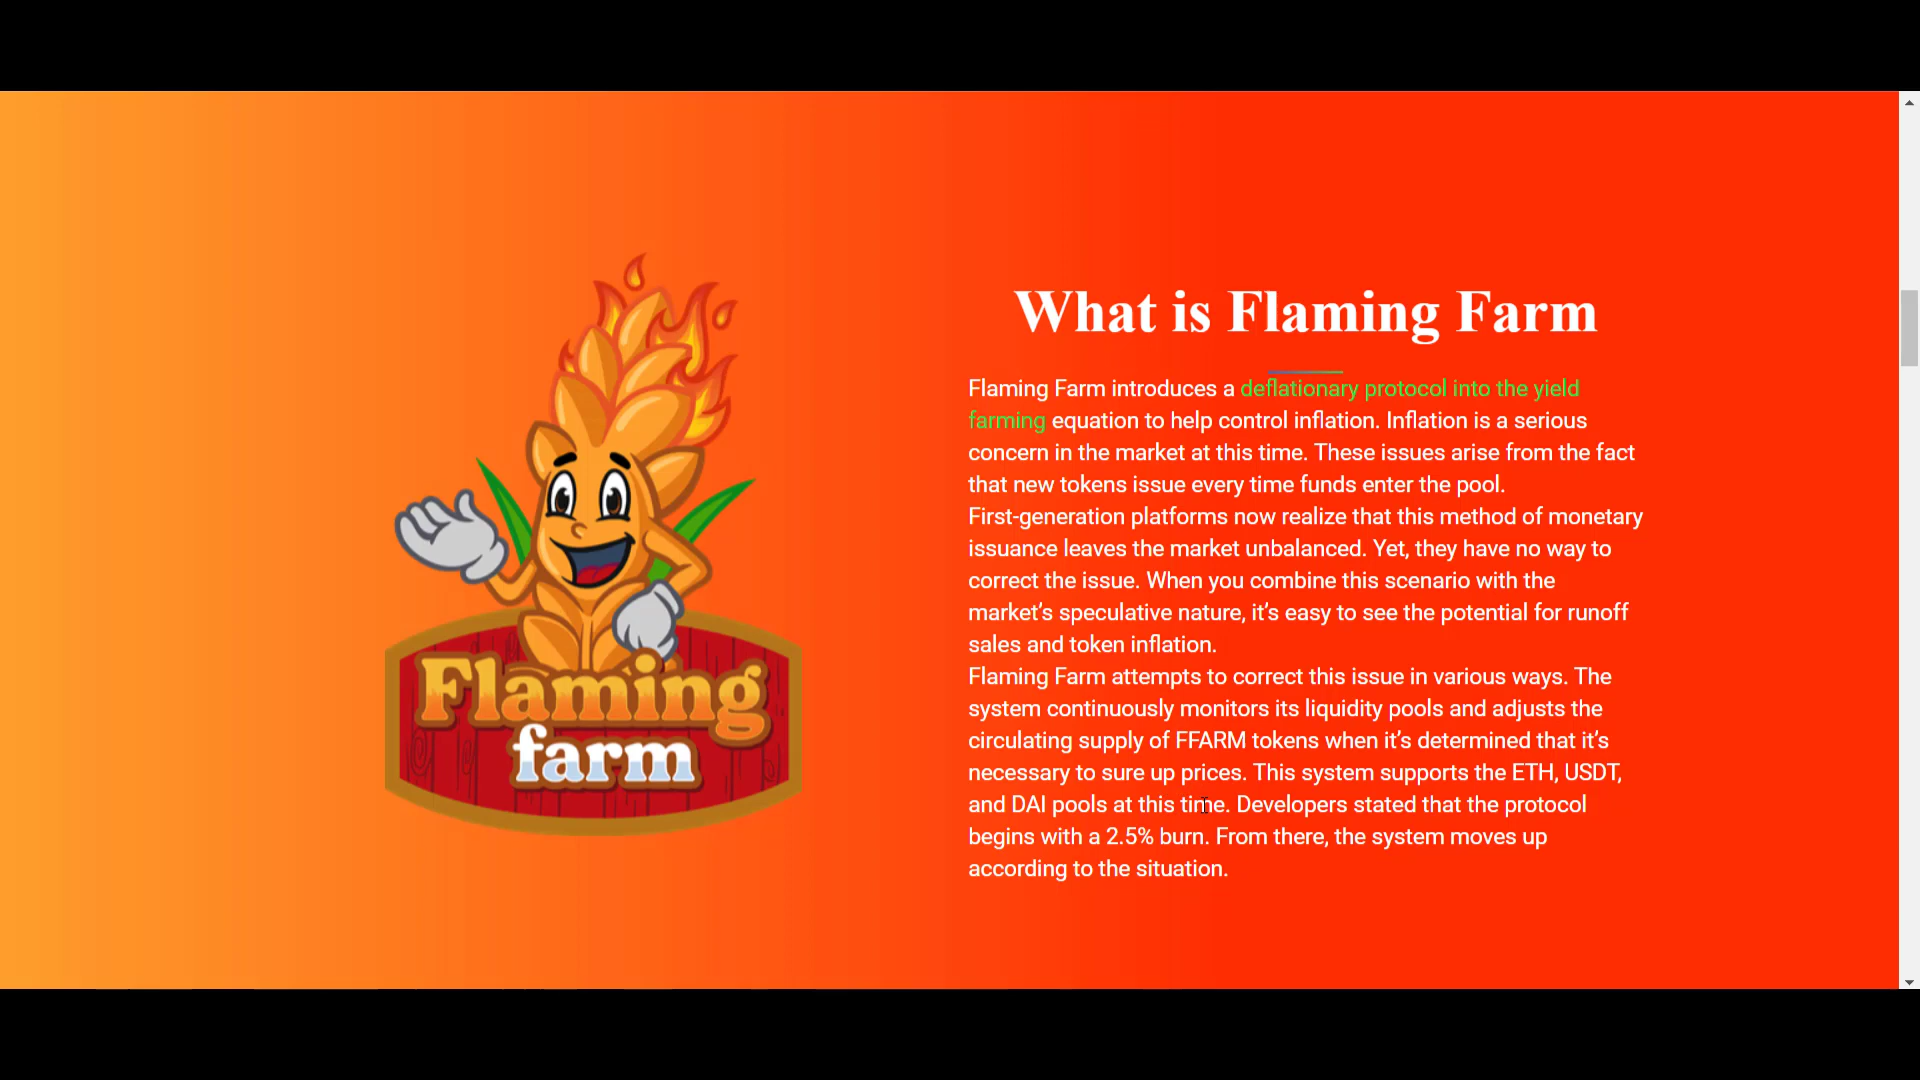 What is Flaming Farm
Flaming Farm introduces a deflationary protocol into the yield
farming equation to help control inflation. Inflation is a serious
concern in the market at this time. These issues arise from the fact
that new tokens issue every time funds enter the pool.
First-generation platforms now realize that this method of monetary
issuance leaves the market unbalanced. Yet, they have no way to
correct the issue. When you combine this scenario with the
market’s speculative nature, it’s easy to see the potential for runoff
sales and token inflation.
Flaming Farm attempts to correct this issue in various ways. The
system continuously monitors its liquidity pools and adjusts the
circulating supply of FFARM tokens when it’s determined that it’s
necessary to sure up prices. This system supports the ETH, USDT,
and DAI pools at this time. Developers stated that the protocol
begins with a 2.5% burn. From there, the system moves up
according to the situation.
Flaming
farm